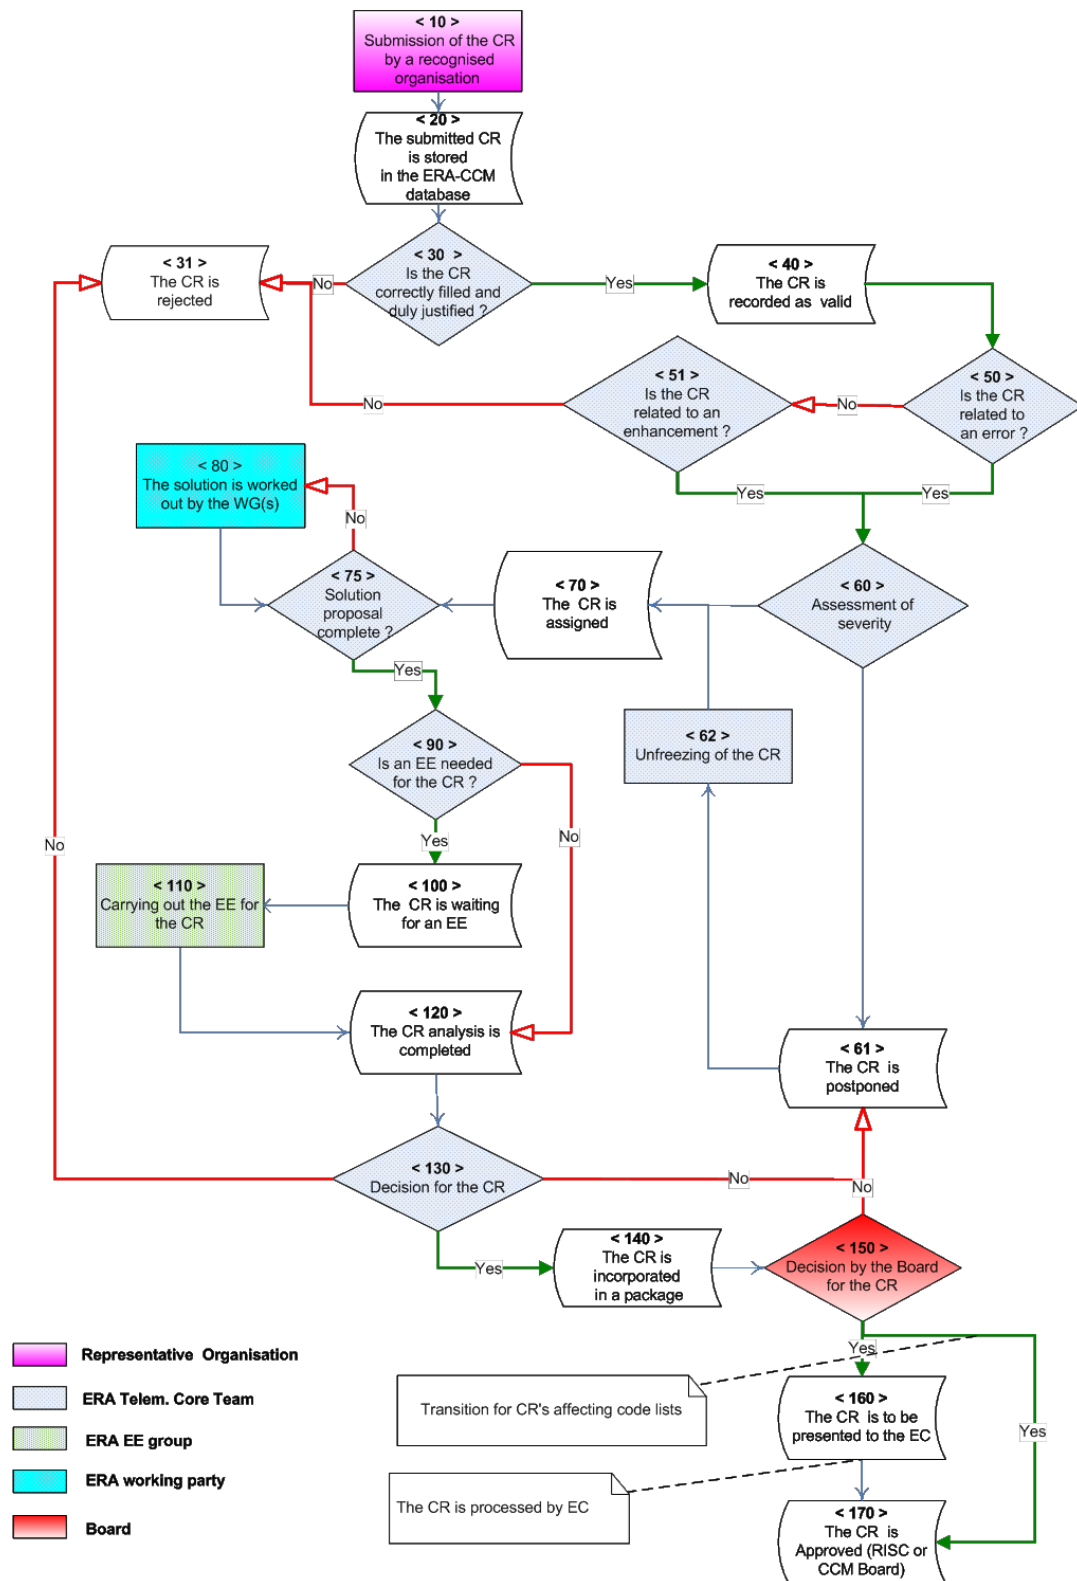 < 10 >
Submission of the CR
by a recognised
organisation
< 20 >
The submitted CR
is stored
in the ERA-CCM
database
< 30 >
Is the CR
correctly filled and
duly justified ?
No
Yes
< 31 >
The CR is
rejected
< 40 >
The CR is
recorded as valid
< 50 >
Is the CR
related to
an error ?
No
Yes
< 51 >
Is the CR
related to an
enhancement ?
No
Yes
< 60 >
Assessment of
severity
< 70 >
The CR is
assigned
< 75 >
Solution
proposal
complete ?
No
Yes
< 80 >
The solution is worked
out by the WG(s)
< 62 >
Unfreezing of the CR
< 90 >
Is an EE needed
for the CR ?
No
Yes
No
< 100 >
The CR is waiting
for an EE
< 110 >
Carrying out the EE for
the CR
< 120 >
The CR analysis is
completed
< 61 >
The CR is
postponed
< 130 >
Decision for the CR
No
No
Yes
< 140 >
The CR is
incorporated
in a package
< 150 >
Decision by the Board
for the CR
Yes
Yes
< 160 >
The CR is to be
presented to the EC
< 170 >
The CR is
Approved (RISC or
CCM Board)
Transition for CR's affecting code lists
The CR is processed by EC
Representative Organisation
ERA Telem. Core Team
ERA EE group
ERA working party
Board